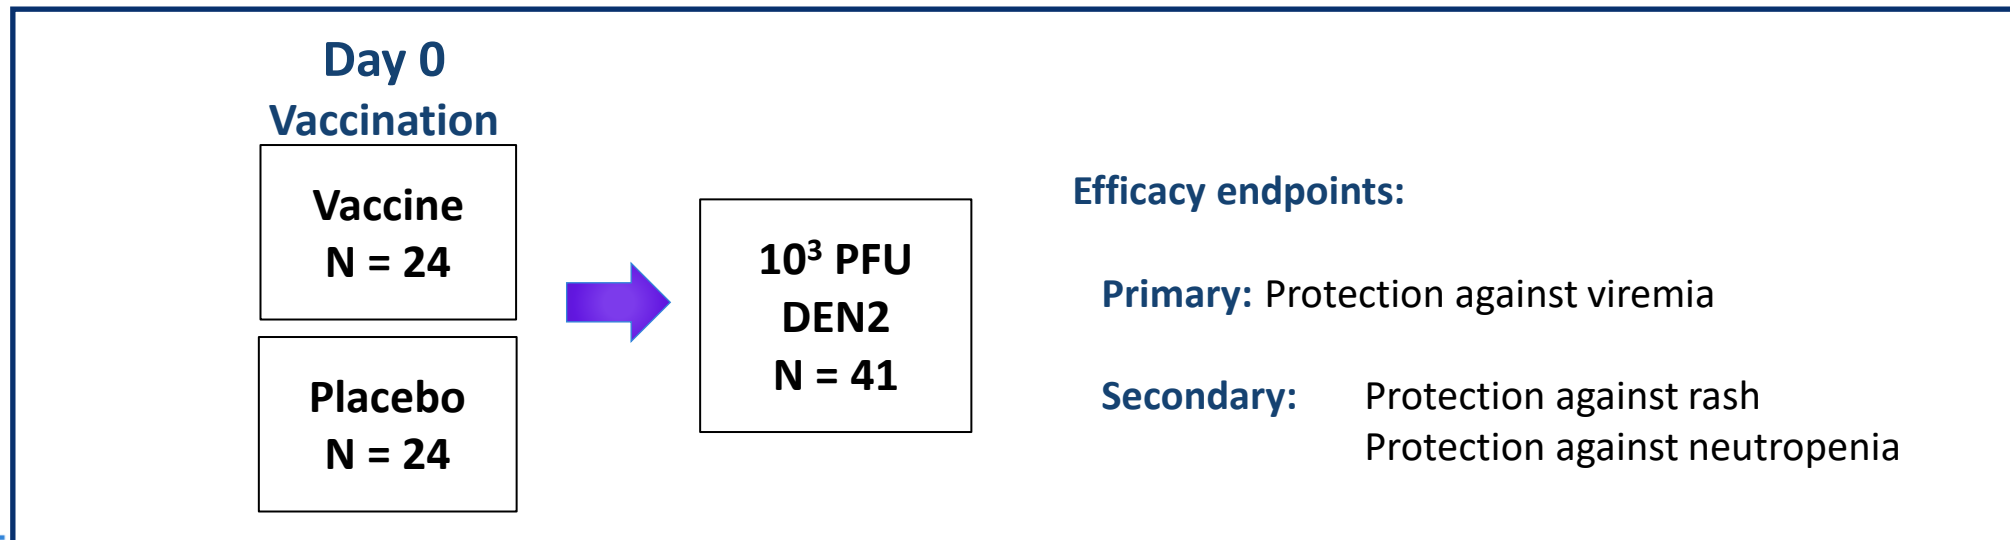 Day 0
Vaccination
Vaccine
N = 24
Placebo
N = 24
10³ PFU
DEN2
N = 41
Efficacy endpoints:
Primary: Protection against viremia
Secondary: Protection against rash
Protection against neutropenia